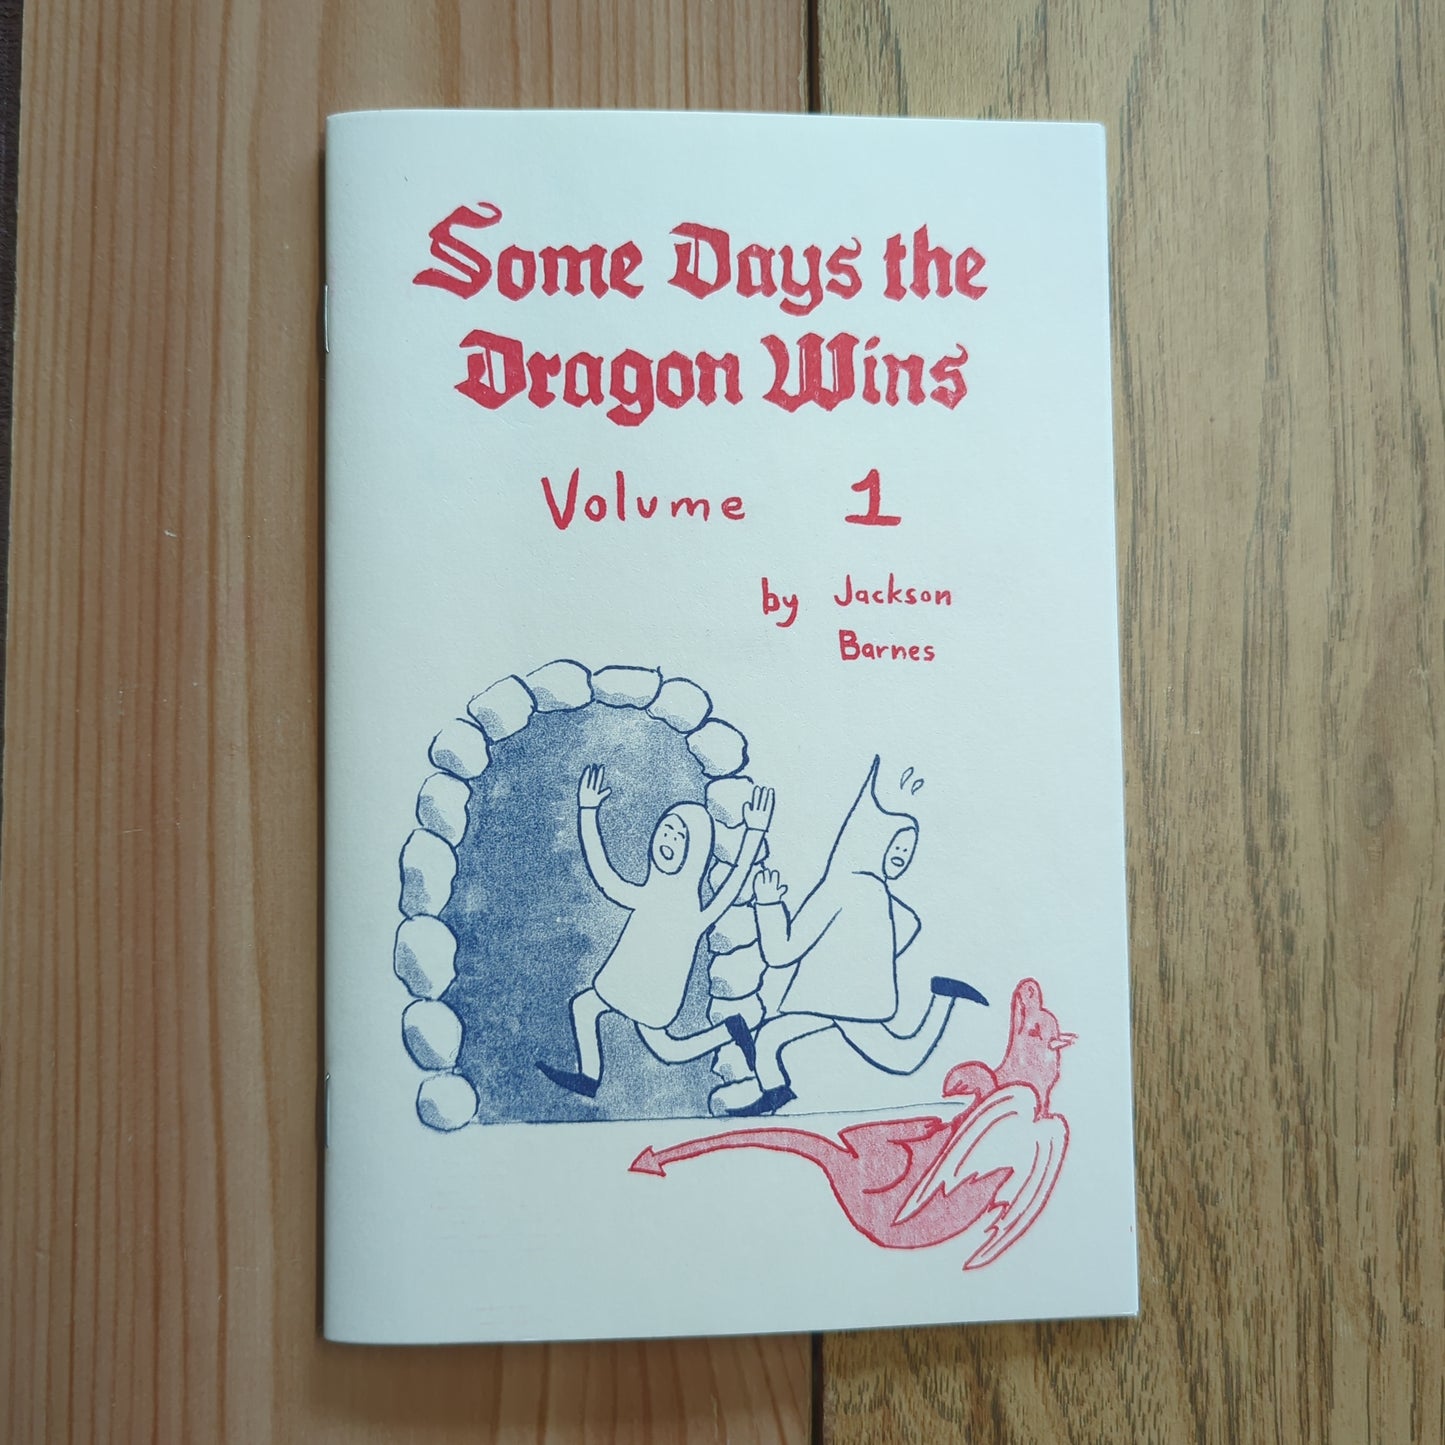 Some Days the
Dragon Wins
Volume 1
by Jackson
Barnes